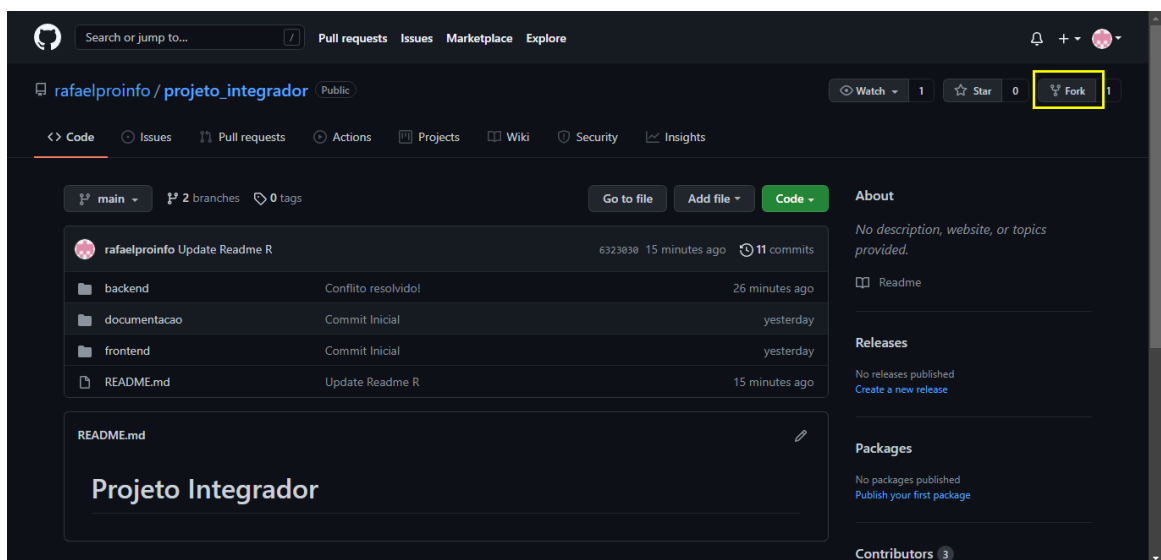 Search or jump to... /
Pull requests Issues Marketplace Explore
rafaelproinfo / projeto_integrador Public
Watch 1 Star 0 Fork 1
<> Code Issues Pull requests Actions Projects Wiki Security Insights
main 2 branches 0 tags
Go to file Add file Code
rafaelproinfo Update Readme R 6323030 15 minutes ago 11 commits
backend Conflito resolvido! 26 minutes ago
documentacao Commit Inicial yesterday
frontend Commit Inicial yesterday
README.md Update Readme R 15 minutes ago
README.md
Projeto Integrador
About
No description, website, or topics
provided.
Readme
Releases
No releases published
Create a new release
Packages
No packages published
Publish your first package
Contributors 3